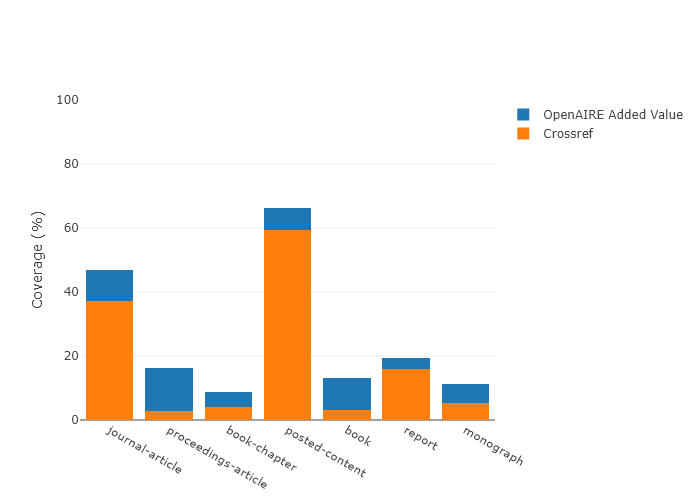 OpenAIRE Added Value
Crossref
Coverage (%)
100
80
60
40
20
0
journal-article
proceedings-article
book-chapter
posted-content
book
report
monograph